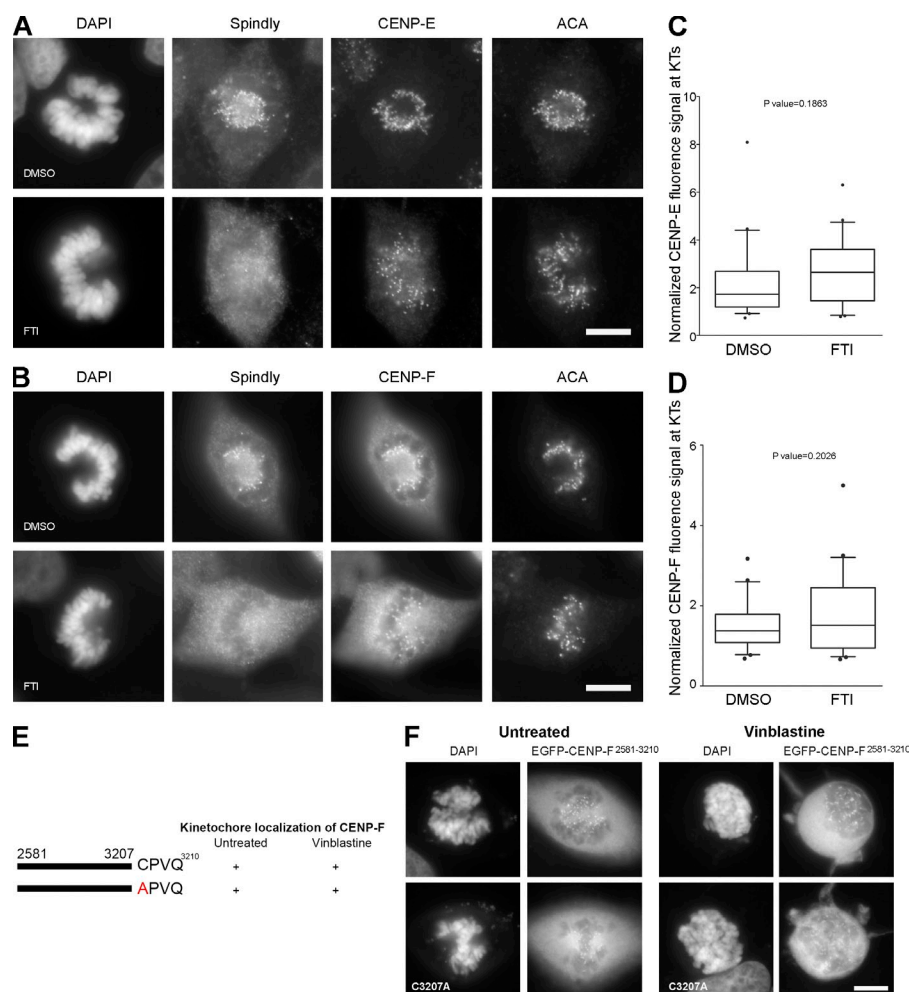 A
DAPI
Spindly
CENP-E
ACA
DMSO
FTI
B
DAPI
Spindly
CENP-F
ACA
DMSO
FTI
C
Normalized CENP-E fluorescence signal at KTs
P value=0.1863
10
8
6
4
2
0
DMSO
FTI
D
Normalized CENP-F fluorescence signal at KTs
P value=0.2026
6
4
2
0
DMSO
FTI
E
Kinetochore localization of CENP-F
Untreated Vinblastine
2581 3207 CPVQ3210 + +
APVQ + +
F
Untreated Vinblastine
DAPI EGFP-CENP-F2581-3210 DAPI EGFP-CENP-F2581-3210
C3207A C3207A